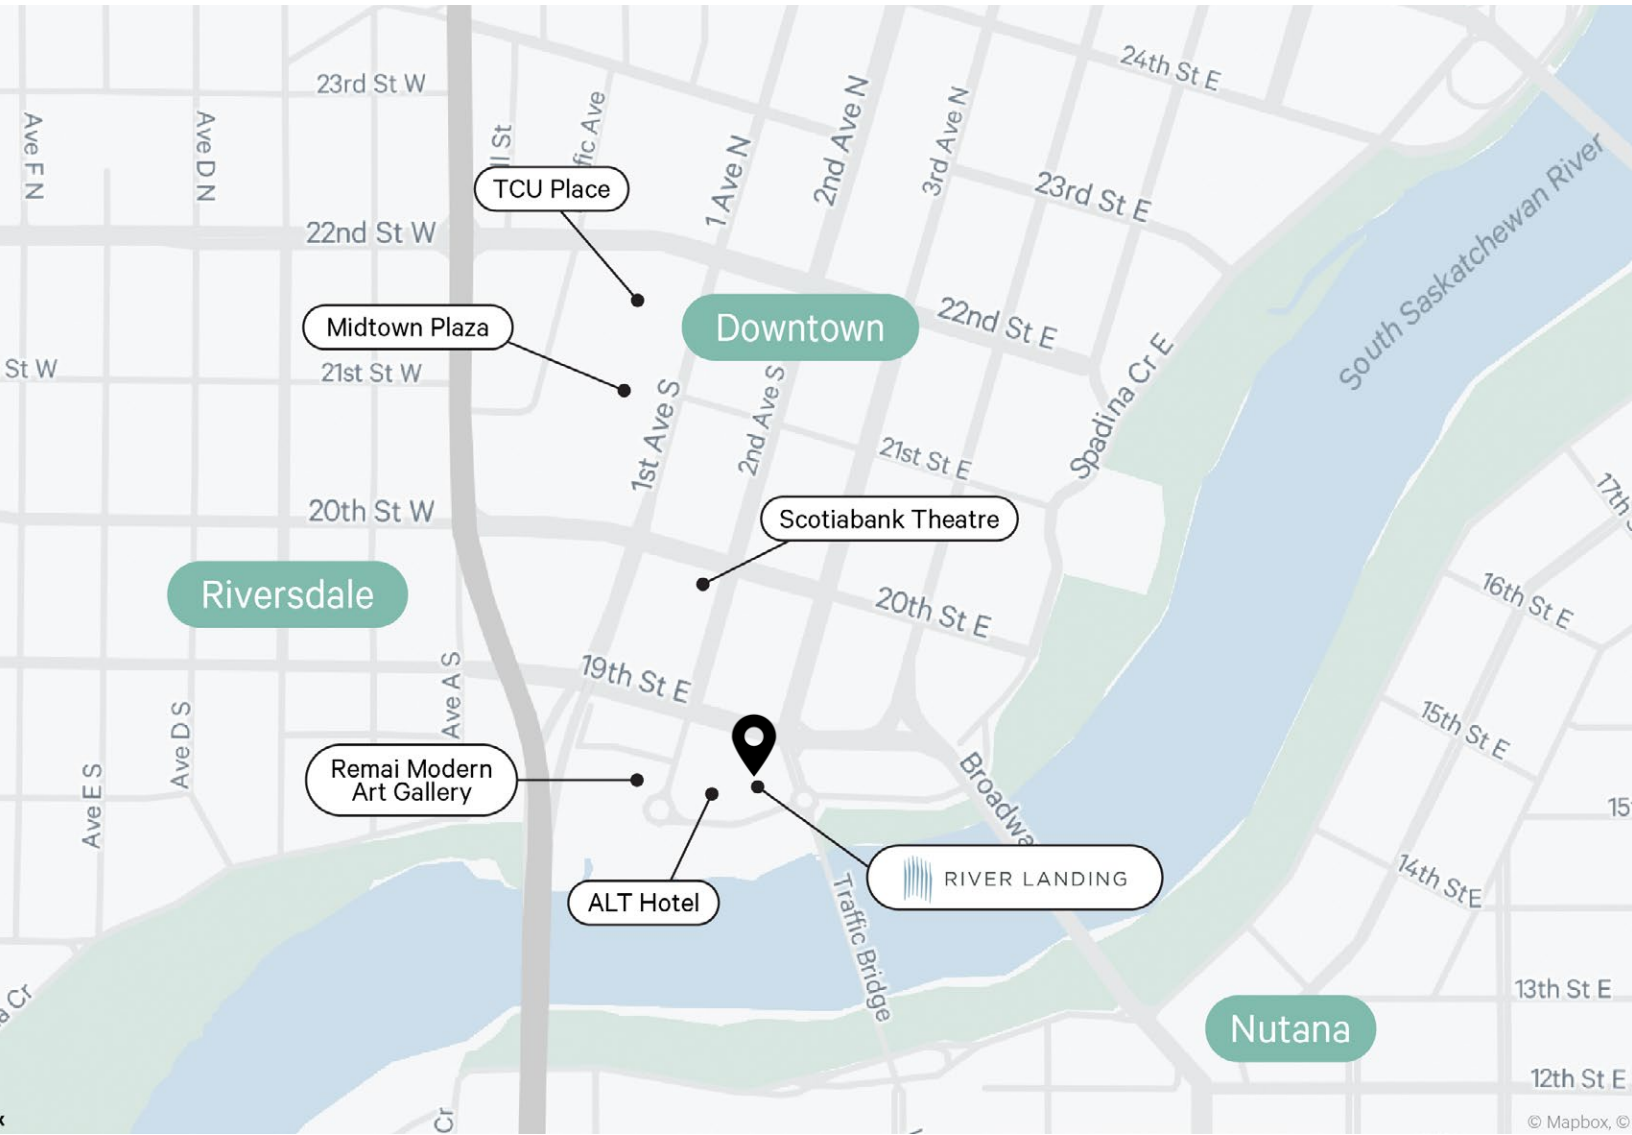 24th St E
23rd St W
Ave F N
Ave D N
ll St
fic Ave
1 Ave N
2nd Ave N
3rd Ave N
23rd St E
South Saskatchewan River
TCU Place
22nd St W
Midtown Plaza
Downtown
22nd St E
St W
21st St W
1st Ave S
2nd Ave S
21st St E
Spadina Cr E
20th St W
Scotiabank Theatre
17th
Riversdale
20th St E
16th St E
19th St E
Ave A S
Ave D S
Ave E S
15th St E
Remai Modern
Art Gallery
Broadwa
15
14th St E
RIVER LANDING
ALT Hotel
Traffic Bridge
13th St E
a Cr
Nutana
12th St E
Cr
x
© Mapbox, ©